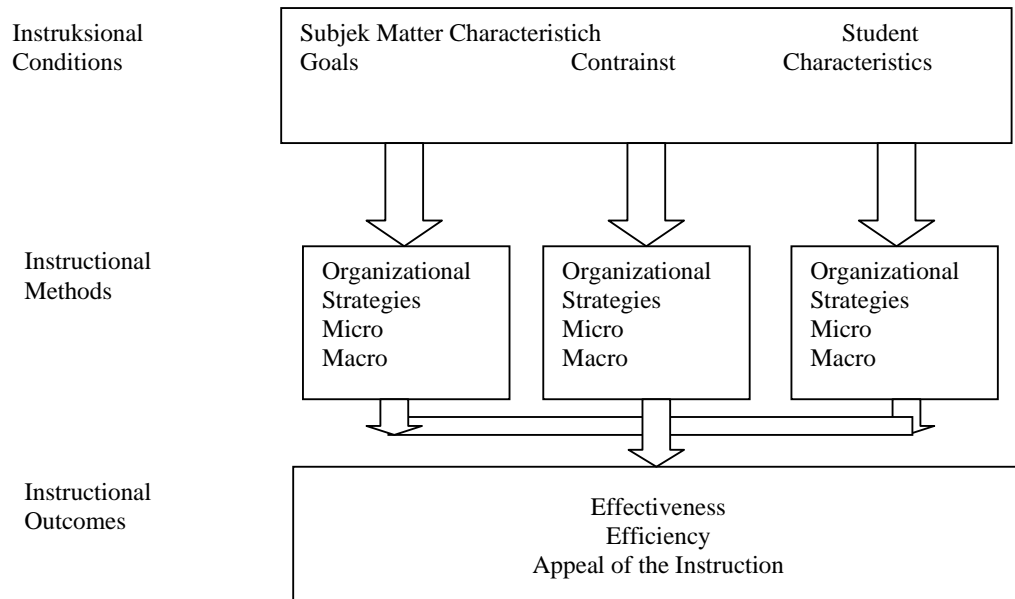 Instruksional
Conditions
Subjek Matter Characteristich Student
Goals Contrainst Characteristics
Instructional
Methods
Organizational
Strategies
Micro
Macro
Organizational
Strategies
Micro
Macro
Organizational
Strategies
Micro
Macro
Instructional
Outcomes
Effectiveness
Efficiency
Appeal of the Instruction